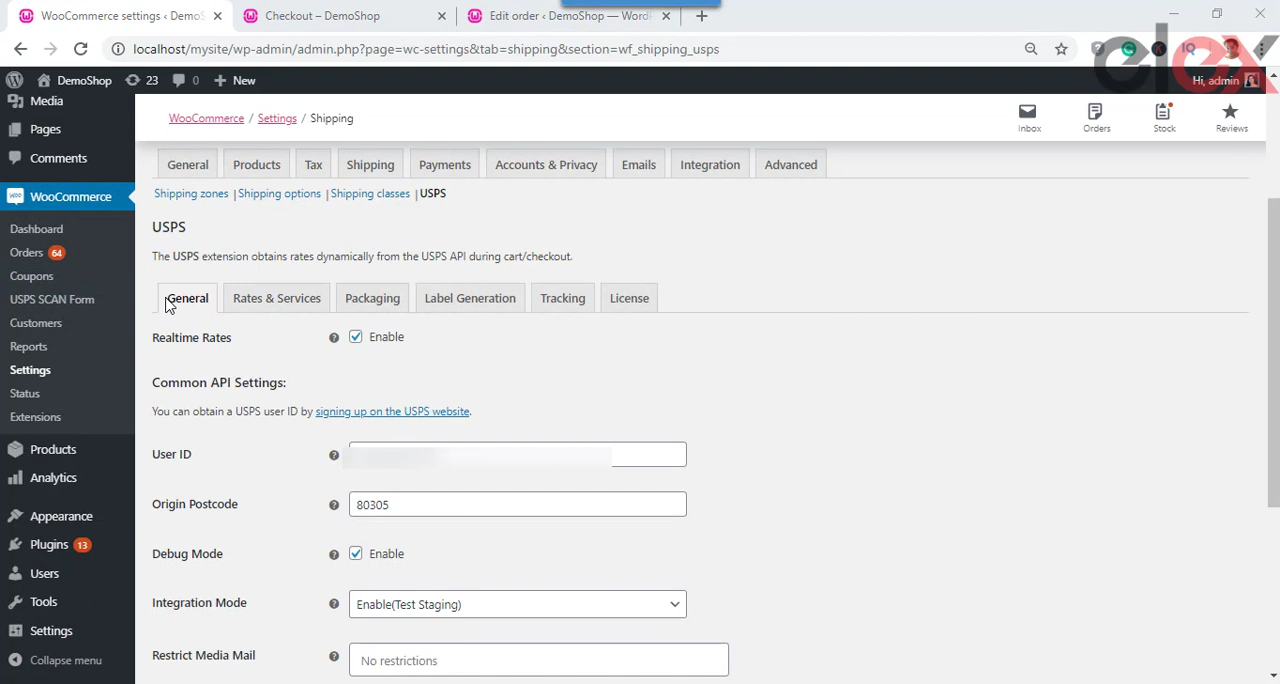 WooCommerce settings ‹ DemoS
Checkout – DemoShop
Edit order ‹ DemoShop — WordP
localhost/mysite/wp-admin/admin.php?page=wc-settings&tab=shipping&section=wf_shipping_usps
elex
DemoShop
23
0
New
Hi, admin
Media
Pages
Comments
WooCommerce
Dashboard
Orders 64
Coupons
USPS SCAN Form
Customers
Reports
Settings
Status
Extensions
Products
Analytics
Appearance
Plugins 13
Users
Tools
Settings
Collapse menu
WooCommerce / Settings / Shipping
Inbox
Orders
Stock
Reviews
General
Products
Tax
Shipping
Payments
Accounts & Privacy
Emails
Integration
Advanced
Shipping zones | Shipping options | Shipping classes | USPS
USPS
The USPS extension obtains rates dynamically from the USPS API during cart/checkout.
General
Rates & Services
Packaging
Label Generation
Tracking
License
Realtime Rates
Enable
Common API Settings:
You can obtain a USPS user ID by signing up on the USPS website.
User ID
Origin Postcode
80305
Debug Mode
Enable
Integration Mode
Enable(Test Staging)
Restrict Media Mail
No restrictions